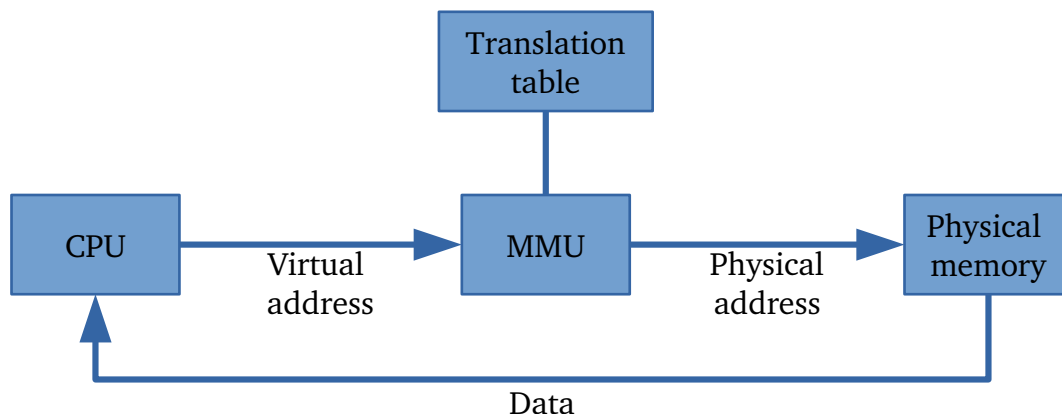 Translation
table
CPU
Virtual
address
MMU
Physical
address
Physical
memory
Data